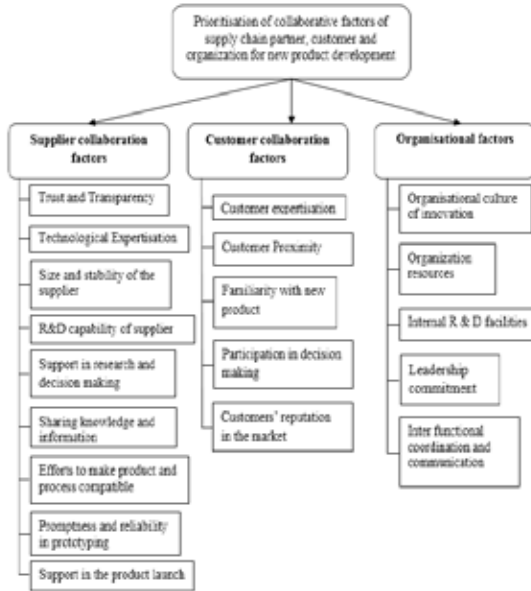 Prioritisation of collaborative factors of
supply chain partner, customer and
organization for new product development
Supplier collaboration
factors
Trust and Transparency
Technological Expertisation
Size and stability of the
supplier
R&D capability of supplier
Support in research and
decision making
Sharing knowledge and
information
Efforts to make product and
process compatible
Promptness and reliability
in prototyping
Support in the product launch
Customer collaboration
factors
Customer expertisation
Customer Proximity
Familiarity with new
product
Participation in decision
making
Customers' reputation
in the market
Organisational factors
Organisational culture
of innovation
Organization
resources
Internal R & D facilities
Leadership
commitment
Inter functional
coordination and
communication